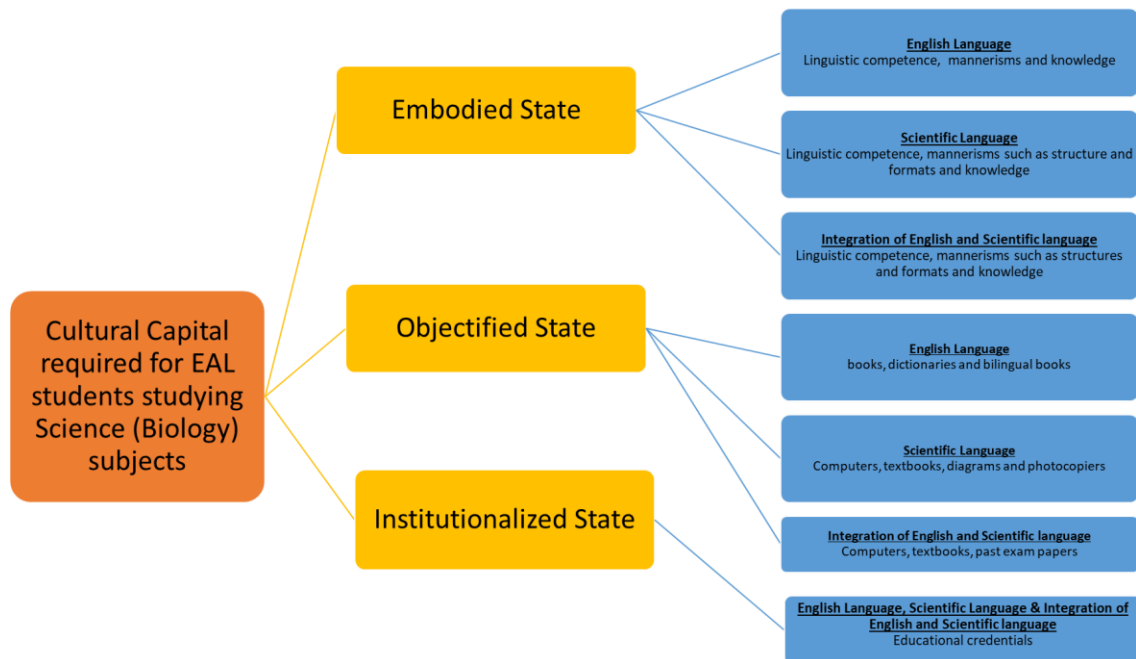 Cultural Capital
required for EAL
students studying
Science (Biology)
subjects
Embodied State
English Language
Linguistic competence, mannerisms and knowledge
Scientific Language
Linguistic competence, mannerisms such as structure and
formats and knowledge
Integration of English and Scientific language
Linguistic competence, mannerisms such as structures
and formats and knowledge
Objectified State
English Language
books, dictionaries and bilingual books
Scientific Language
Computers, textbooks, diagrams and photocopiers
Integration of English and Scientific language
Computers, textbooks, past exam papers
Institutionalized State
English Language, Scientific Language & Integration of
English and Scientific language
Educational credentials